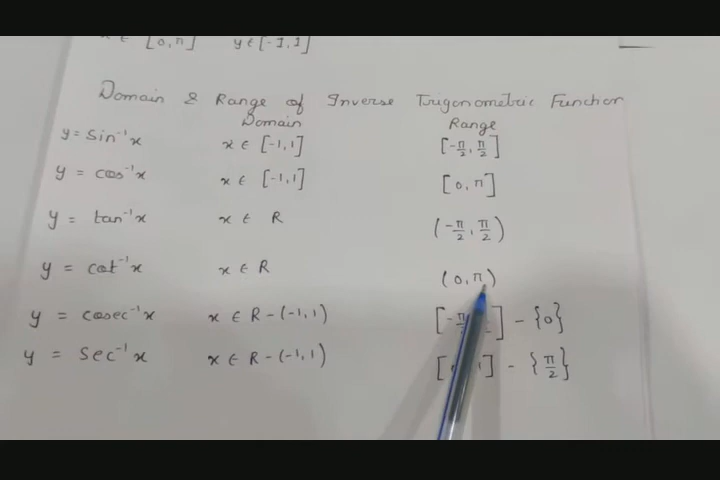 [0, π] y ∈ [-1, 1]
Domain & Range of Inverse Trigonometric Function
Domain Range
y = sin⁻¹x x ∈ [-1, 1] [-π/2, π/2]
y = cos⁻¹x x ∈ [-1, 1] [0, π]
y = tan⁻¹x x ∈ R (-π/2, π/2)
y = cot⁻¹x x ∈ R (0, π)
y = cosec⁻¹x x ∈ R - (-1, 1) [-π/2 ] - {0}
y = sec⁻¹x x ∈ R - (-1, 1) [ ] - {π/2}